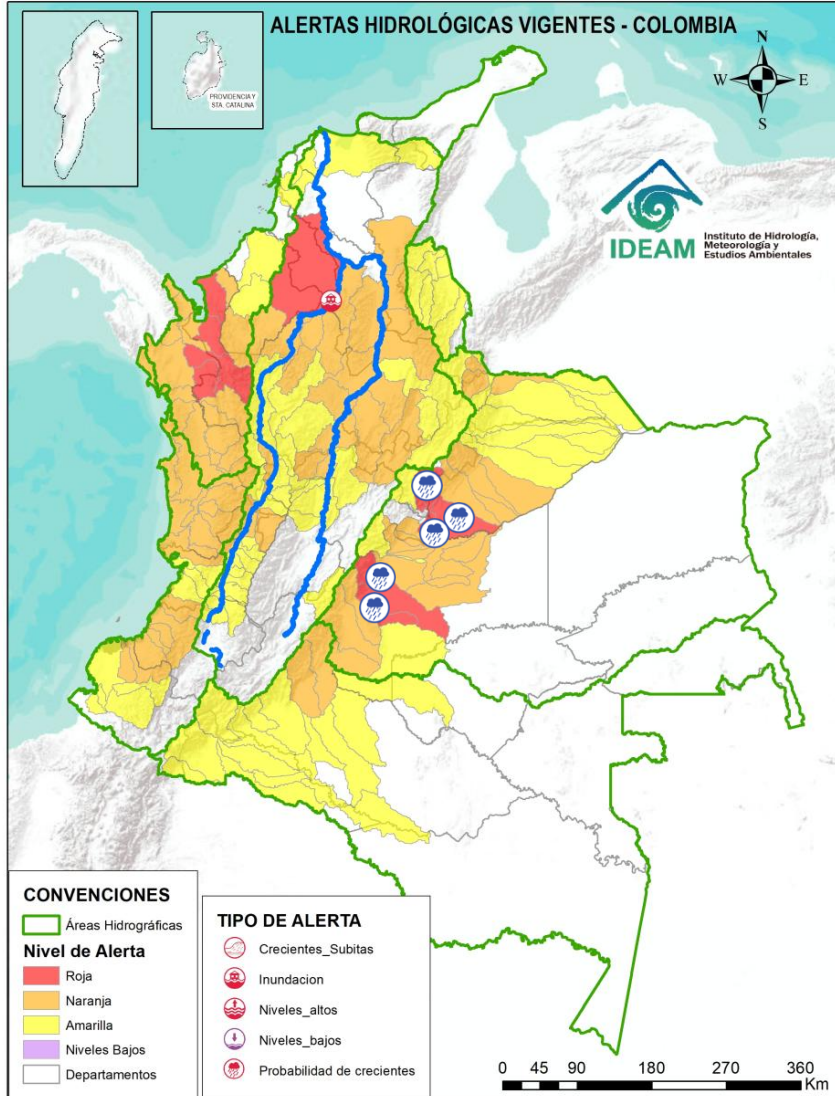 ALERTAS HIDROLÓGICAS VIGENTES - COLOMBIA
PROVIDENCIA Y
STA. CATALINA
N
W
E
S
IDEAM
Instituto de Hidrología,
Meteorología y
Estudios Ambientales
CONVENCIONES
Áreas Hidrográficas
Nivel de Alerta
Roja
Naranja
Amarilla
Niveles Bajos
Departamentos
TIPO DE ALERTA
Crecientes_Subitas
Inundacion
Niveles_altos
Niveles_bajos
Probabilidad de crecientes
0 45 90 180 270 360
Km